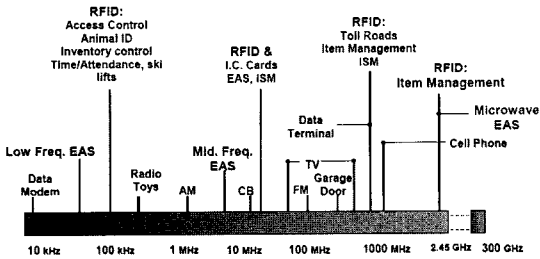 RFID:
Access Control
Animal ID
Inventory control
Time/Attendance, ski
lifts
RFID &
I.C. Cards
EAS, ISM
RFID:
Toll Roads
Item Management
ISM
RFID:
Item Management
Microwave
EAS
Data
Terminal
Cell Phone
Low Freq. EAS
Data
Modem
Radio
Toys
AM
Mid. Freq.
EAS
CB
TV
FM
Garage
Door
10 kHz
100 kHz
1 MHz
10 MHz
100 MHz
1000 MHz
2.45 GHz
300 GHz